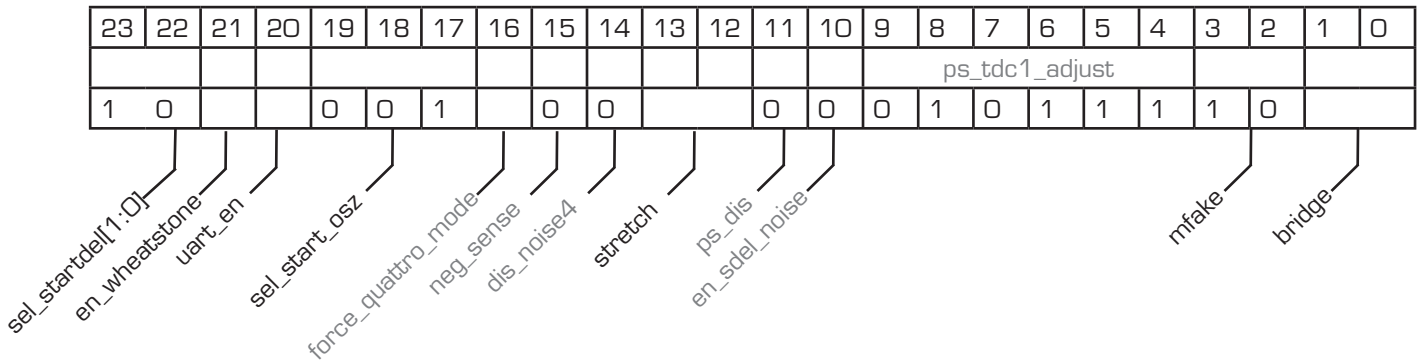 23 22 21 20 19 18 17 16 15 14 13 12 11 10 9 8 7 6 5 4 3 2 1 0
ps_tdc1_adjust
1 0 0 0 1 0 0 0 0 0 1 0 1 1 1 1 0
sel_startdel[1:0]
en_wheatstone
uart_en
sel_start_osz
force_quattro_mode
neg_sense
dis_noise4
stretch
ps_dis
en_sdel_noise
mfake
bridge